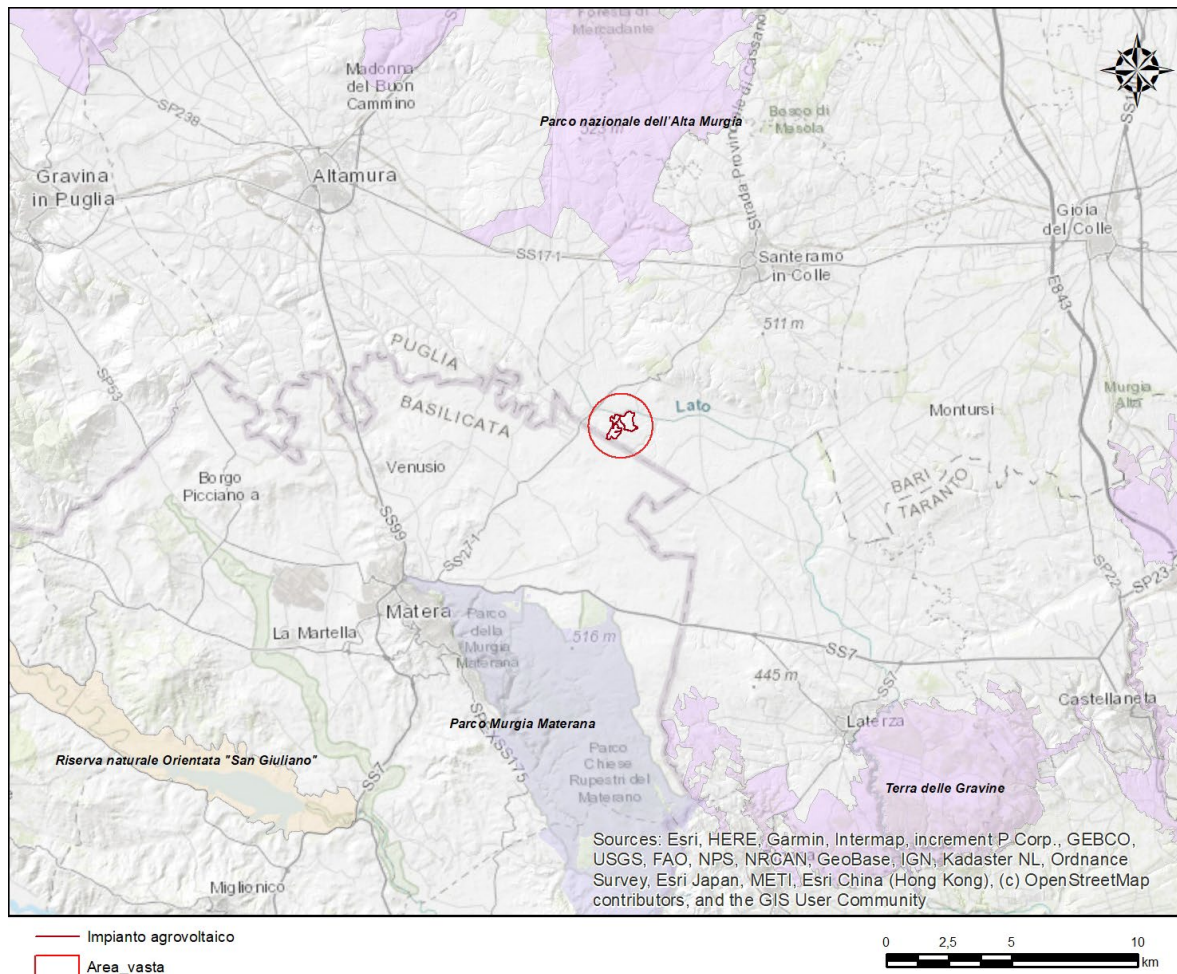 Foresta di
Mercadante
Madonna
del Buon
Cammino
SP238
Strada Provinciale di Cassano
SS1
Parco nazionale dell'Alta Murgia
523 m
Bosco di
Mesola
Gravina
in Puglia
Altamura
Gioia
del Colle
SS171
Santeramo
in Colle
E843
511 m
PUGLIA
BASILICATA
SP53
Lato
Murgia
Alta
Montursi
Venusio
Borgo
Picciano a
BARI
TARANTO
SS99
SS271
SP22
SP23
Matera
Parco
della
Murgia
Materana
La Martella
516 m
SS7
445 m
SS7
Castellaneta
Laterza
Parco Murgia Materana
SS175
Parco
Chiese
Rupestri del
Materano
Riserva naturale Orientata "San Giuliano"
SS7
Terra delle Gravine
Miglionico
Sources: Esri, HERE, Garmin, Intermap, increment P Corp., GEBCO,
USGS, FAO, NPS, NRCAN, GeoBase, IGN, Kadaster NL, Ordnance
Survey, Esri Japan, METI, Esri China (Hong Kong), (c) OpenStreetMap
contributors, and the GIS User Community
Impianto agrovoltaico
Area_vasta
0 2,5 5 10
km